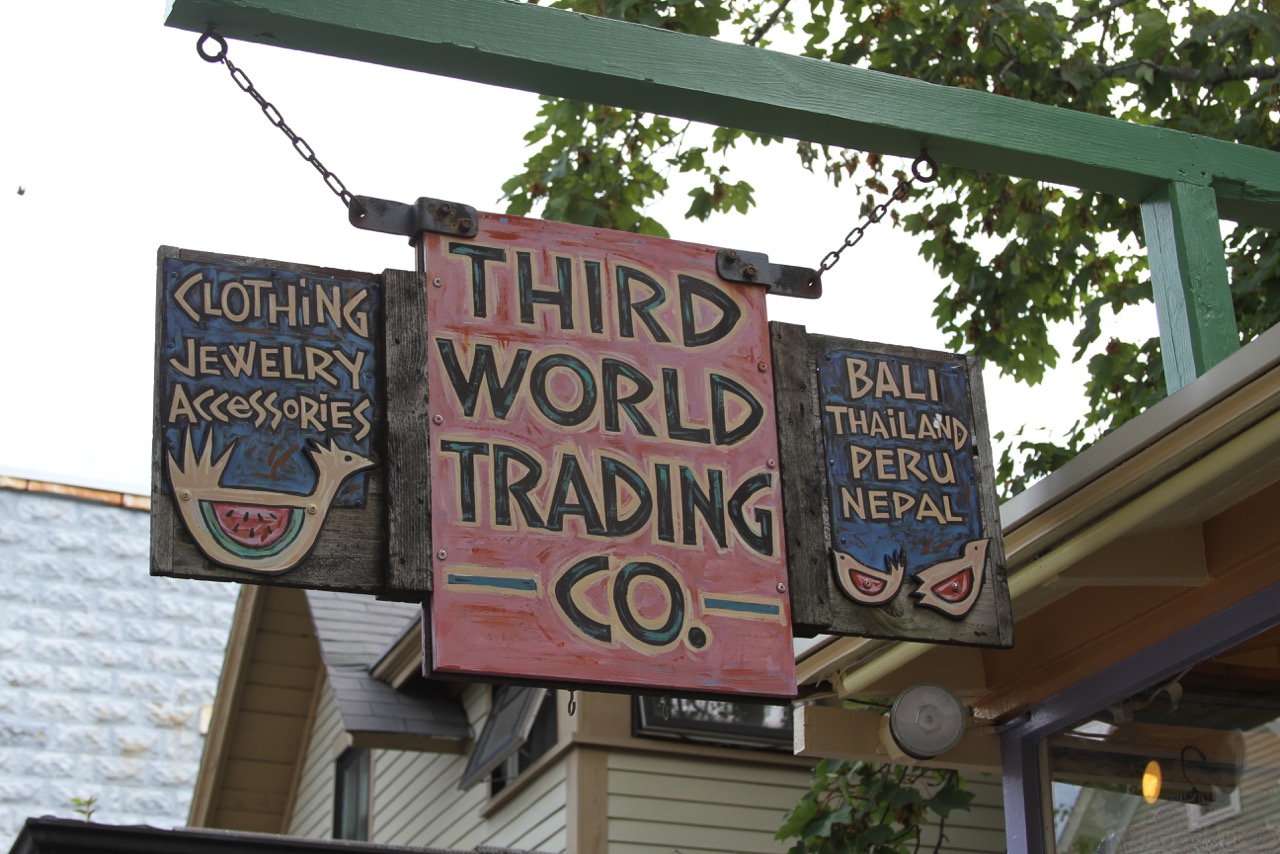 CLOTHiNG
JEWELRY
ACCeSSORiES
THIRD
WORLD
TRADING
CO.
BALI
THAiLAND
PERU
NEPAL